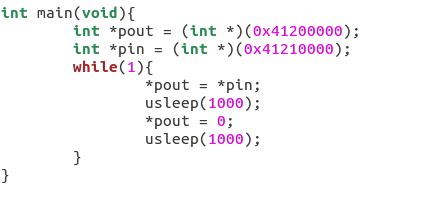 int main(void){
        int *pout = (int *)(0x41200000);
        int *pin = (int *)(0x41210000);
        while(1){
                *pout = *pin;
                usleep(1000);
                *pout = 0;
                usleep(1000);
        }
}